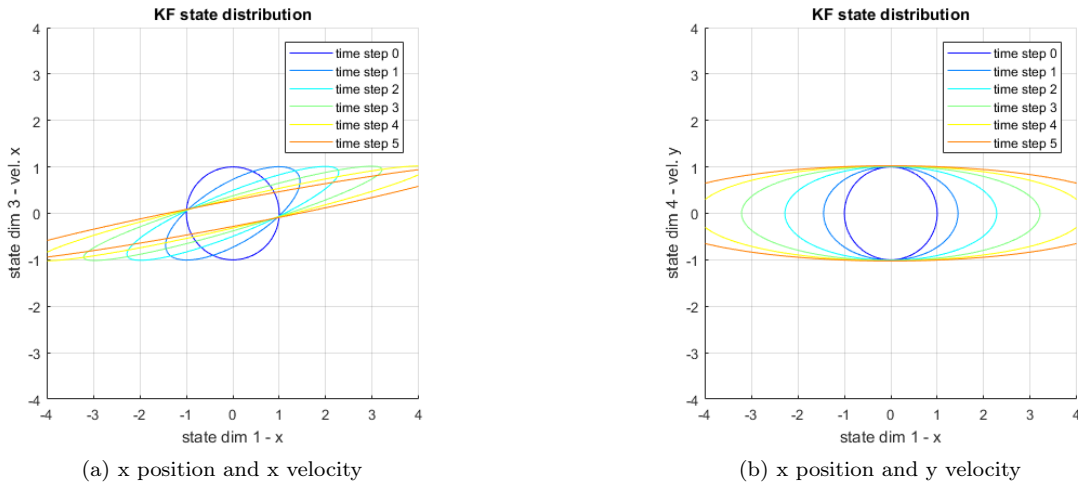 KF state distribution
4
3
2
1
0
-1
-2
-3
-4
state dim 3 - vel. x
time step 0
time step 1
time step 2
time step 3
time step 4
time step 5
-4 -3 -2 -1 0 1 2 3 4
state dim 1 - x
(a) x position and x velocity
KF state distribution
4
3
2
1
0
-1
-2
-3
-4
state dim 4 - vel. y
time step 0
time step 1
time step 2
time step 3
time step 4
time step 5
-4 -3 -2 -1 0 1 2 3 4
state dim 1 - x
(b) x position and y velocity